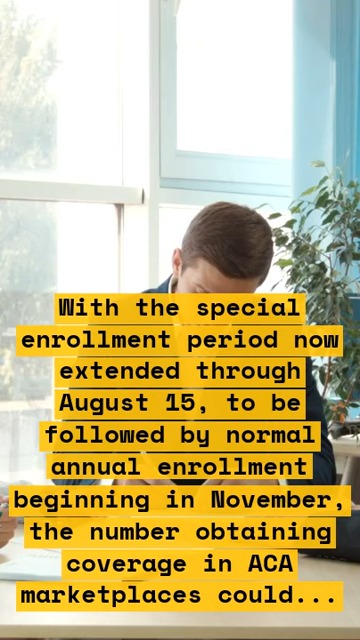 With the special
enrollment period now
extended through
August 15, to be
followed by normal
annual enrollment
beginning in November,
the number obtaining
coverage in ACA
marketplaces could...